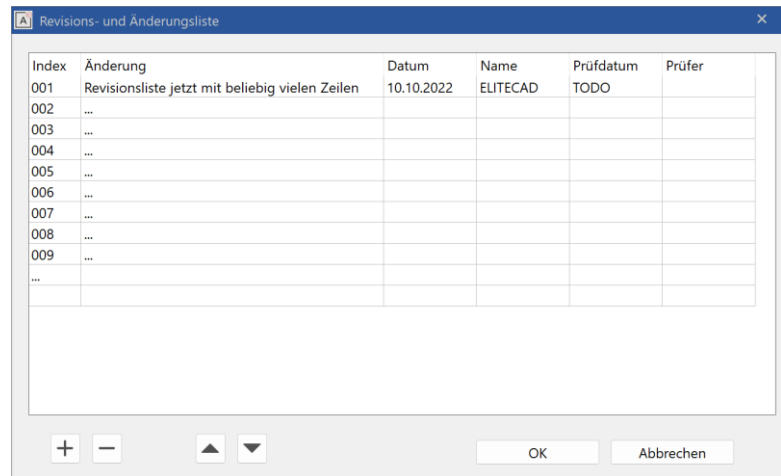 A Revisions- und Änderungsliste
Index Änderung Datum Name Prüfdatum Prüfer
001 Revisionsliste jetzt mit beliebig vielen Zeilen 10.10.2022 ELITECAD TODO
002 ...
003 ...
004 ...
005 ...
006 ...
007 ...
008 ...
009 ...
...
OK Abbrechen